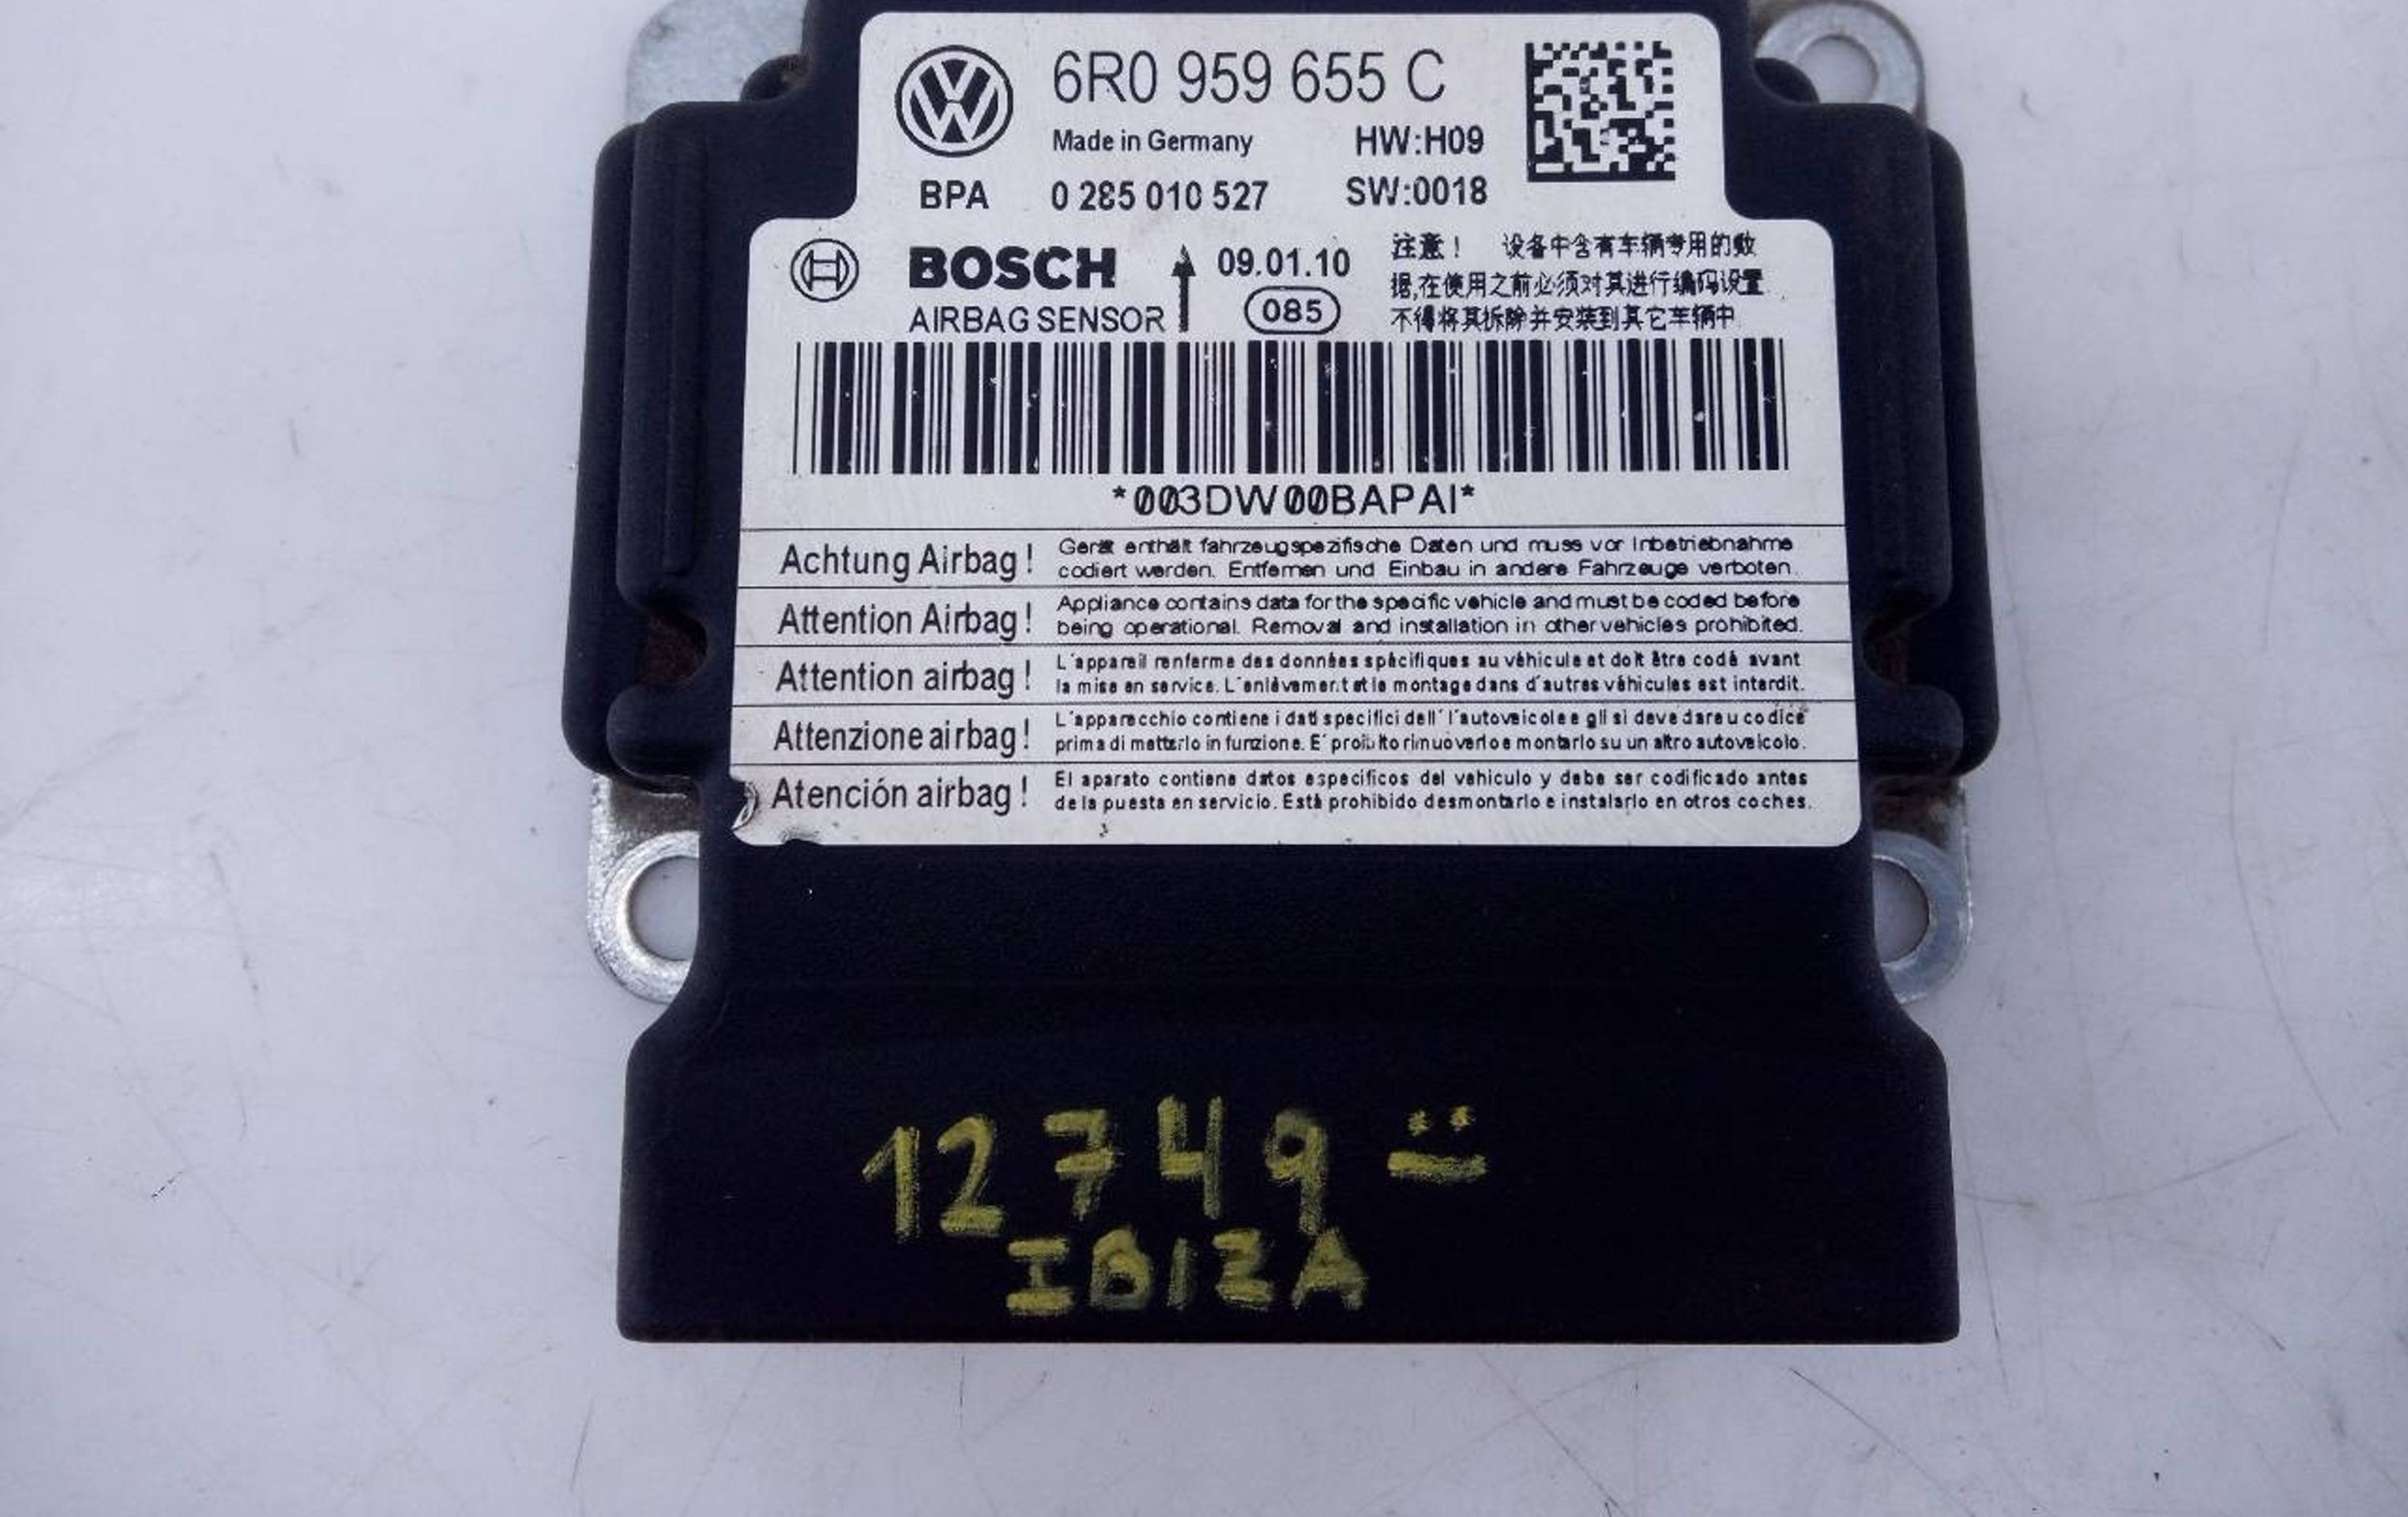 6R0 959 655 C
Made in Germany HW:H09
BPA 0 285 010 527 SW:0018
BOSCH 09.01.10
AIRBAG SENSOR 085
注意！ 设备中含有车辆专用的数
据,在使用之前必须对其进行编码设置
不得将其拆除并安装到其它车辆中
*003DW00BAPAI*
Achtung Airbag! Gerät enthält fahrzeugspezifische Daten und muss vor Inbetriebnahme
codiert werden. Entfernen und Einbau in andere Fahrzeuge verboten.
Attention Airbag! Appliance contains data for the specific vehicle and must be coded before
being operational. Removal and installation in other vehicles prohibited.
Attention airbag! L'appareil renferme des données spècifiques au véhicule et doit être codé avant
la mise en service. L'enlèvement et le montage dans d'autres véhicules est interdit.
Attenzione airbag! L'apparecchio contiene i dati specifici dell' l'autoveicolo e gli si deve dare u codice
prima di metterlo in funzione. E' proibito rimuoverlo e montarlo su un altro autoveicolo.
Atención airbag! El aparato contiene datos especificos del vehiculo y debe ser codificado antes
de la puesta en servicio. Està prohibido desmontarlo e instalarlo en otros coches.
12749
IBIZA